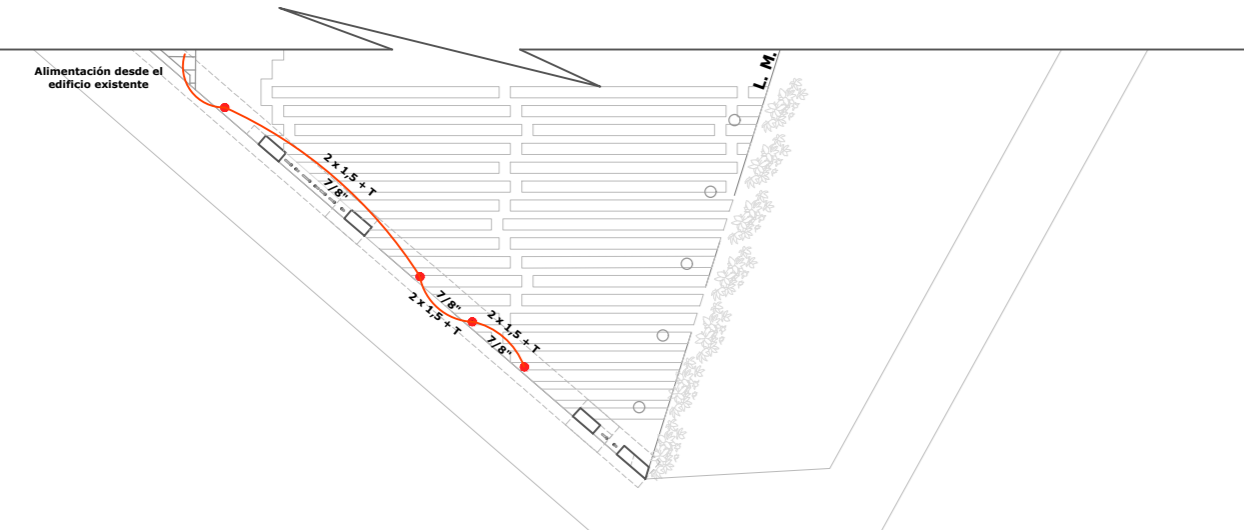 L. M.
Alimentación desde el
edificio existente
2 x 1,5 + T
7/8"
7/8"
2 x 1,5 + T
2 x 1,5 + T
7/8"